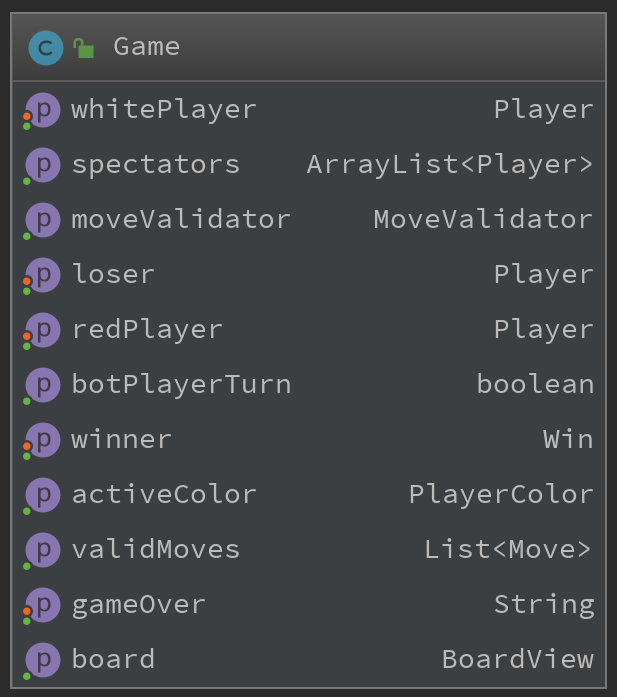 C Game
p whitePlayer Player
p spectators ArrayList<Player>
p moveValidator MoveValidator
p loser Player
p redPlayer Player
p botPlayerTurn boolean
p winner Win
p activeColor PlayerColor
p validMoves List<Move>
p gameOver String
p board BoardView